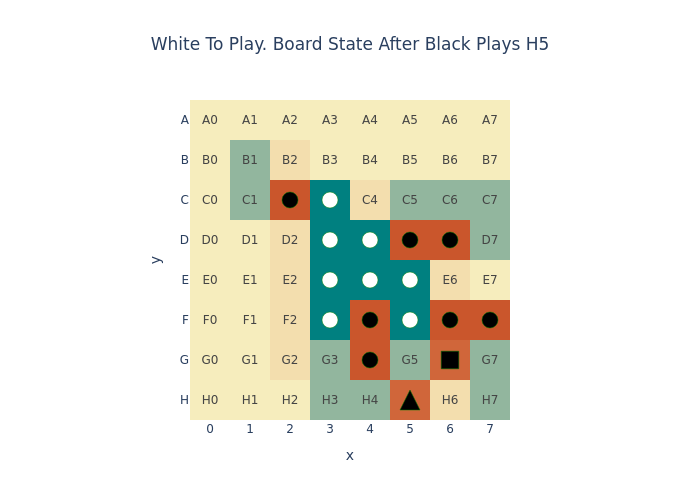 White To Play. Board State After Black Plays H5
A A0 A1 A2 A3 A4 A5 A6 A7
B B0 B1 B2 B3 B4 B5 B6 B7
C C0 C1 C4 C5 C6 C7
D D0 D1 D2 D7
E E0 E1 E2 E6 E7
F F0 F1 F2
G G0 G1 G2 G3 G5 G7
H H0 H1 H2 H3 H4 H6 H7
0 1 2 3 4 5 6 7
x
y